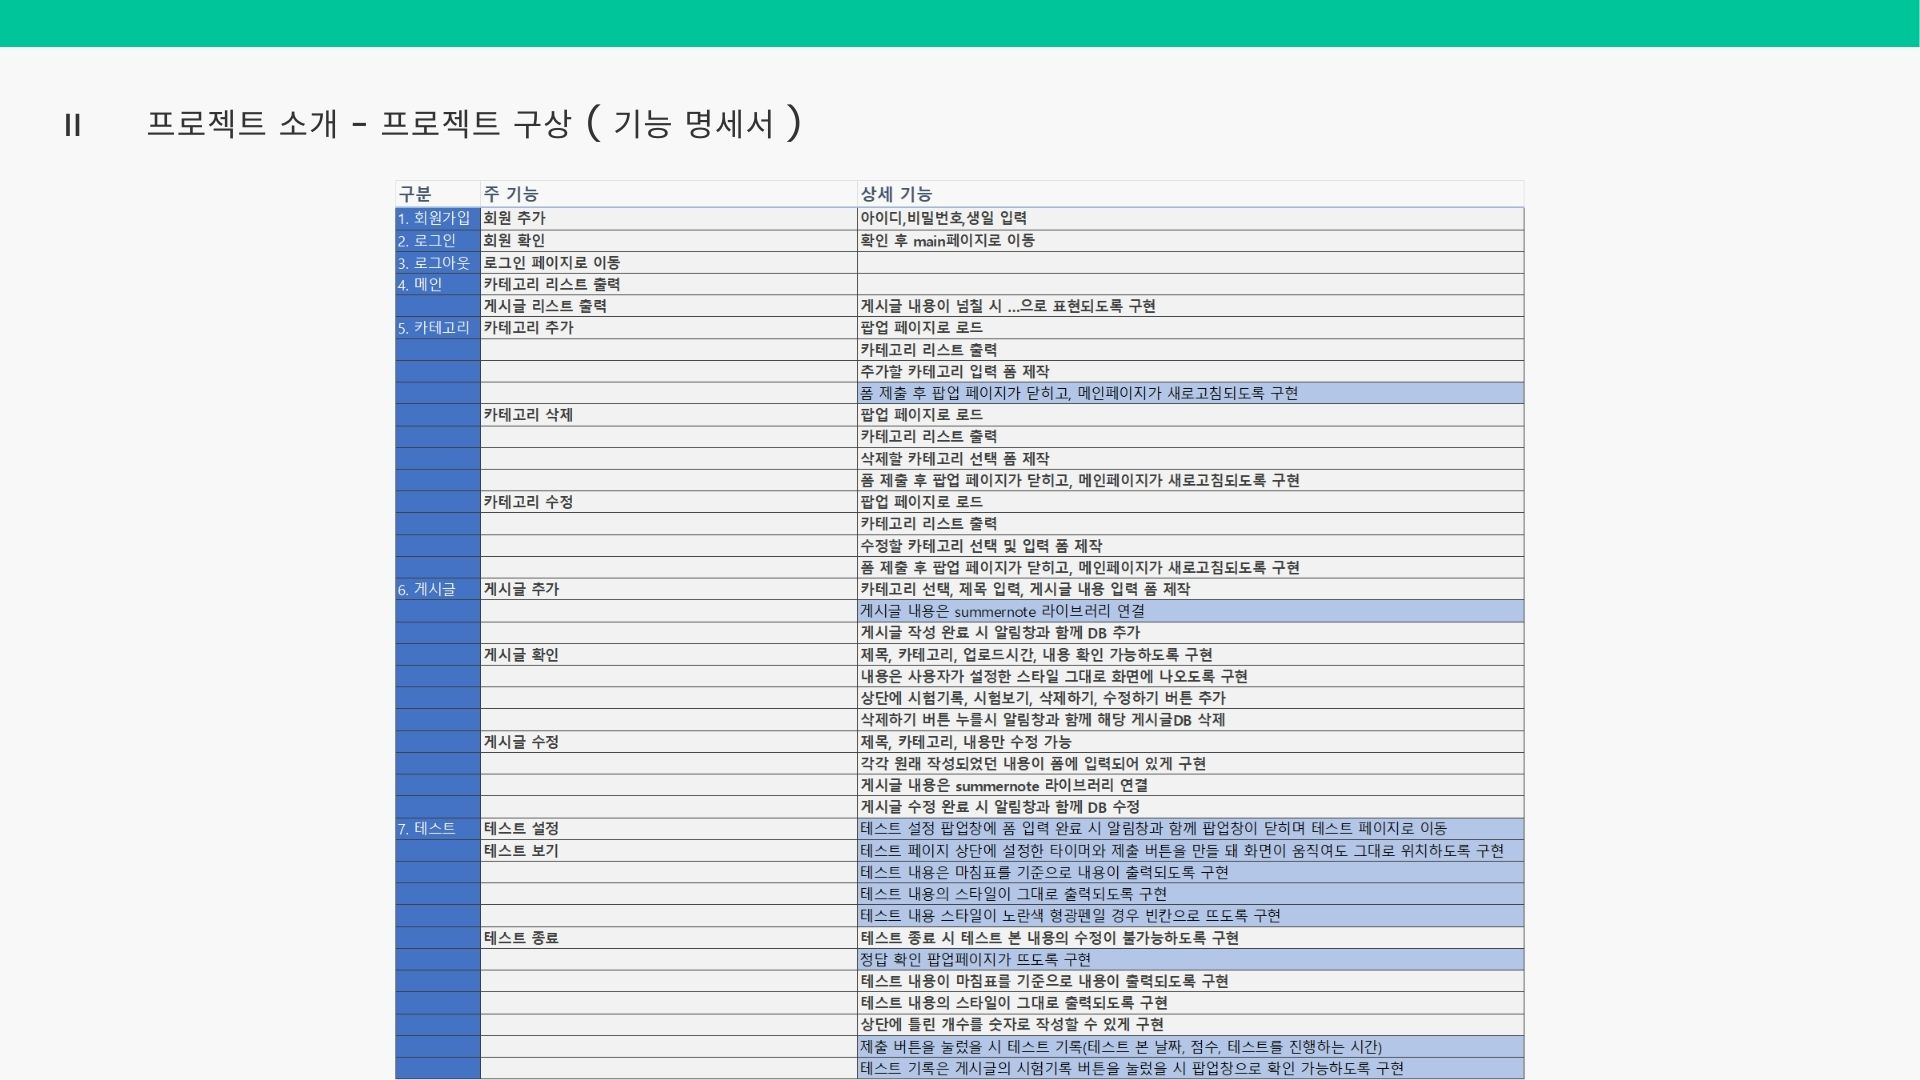 II 프로젝트 소개 - 프로젝트 구상 ( 기능 명세서 )
구분 주 기능 상세 기능
1. 회원가입 회원 추가 아이디,비밀번호,생일 입력
2. 로그인 회원 확인 확인 후 main페이지로 이동
3. 로그아웃 로그인 페이지로 이동
4. 메인 카테고리 리스트 출력
게시글 리스트 출력 게시글 내용이 넘칠 시 ...으로 표현되도록 구현
5. 카테고리 카테고리 추가 팝업 페이지로 로드
카테고리 리스트 출력
추가할 카테고리 입력 폼 제작
폼 제출 후 팝업 페이지가 닫히고, 메인페이지가 새로고침되도록 구현
카테고리 삭제 팝업 페이지로 로드
카테고리 리스트 출력
삭제할 카테고리 선택 폼 제작
폼 제출 후 팝업 페이지가 닫히고, 메인페이지가 새로고침되도록 구현
카테고리 수정 팝업 페이지로 로드
카테고리 리스트 출력
수정할 카테고리 선택 및 입력 폼 제작
폼 제출 후 팝업 페이지가 닫히고, 메인페이지가 새로고침되도록 구현
6. 게시글 게시글 추가 카테고리 선택, 제목 입력, 게시글 내용 입력 폼 제작
게시글 내용은 summernote 라이브러리 연결
게시글 작성 완료 시 알림창과 함께 DB 추가
게시글 확인 제목, 카테고리, 업로드시간, 내용 확인 가능하도록 구현
내용은 사용자가 설정한 스타일 그대로 화면에 나오도록 구현
상단에 시험기록, 시험보기, 삭제하기, 수정하기 버튼 추가
삭제하기 버튼 누를시 알림창과 함께 해당 게시글DB 삭제
게시글 수정 제목, 카테고리, 내용만 수정 가능
각각 원래 작성되었던 내용이 폼에 입력되어 있게 구현
게시글 내용은 summernote 라이브러리 연결
게시글 수정 완료 시 알림창과 함께 DB 수정
7. 테스트 테스트 설정 테스트 설정 팝업창에 폼 입력 완료 시 알림창과 함께 팝업창이 닫히며 테스트 페이지로 이동
테스트 보기 테스트 페이지 상단에 설정한 타이머와 제출 버튼을 만들 돼 화면이 움직여도 그대로 위치하도록 구현
테스트 내용은 마침표를 기준으로 내용이 출력되도록 구현
테스트 내용의 스타일이 그대로 출력되도록 구현
테스트 내용 스타일이 노란색 형광펜일 경우 빈칸으로 뜨도록 구현
테스트 종료 테스트 종료 시 테스트 본 내용의 수정이 불가능하도록 구현
정답 확인 팝업페이지가 뜨도록 구현
테스트 내용이 마침표를 기준으로 내용이 출력되도록 구현
테스트 내용의 스타일이 그대로 출력되도록 구현
상단에 틀린 개수를 숫자로 작성할 수 있게 구현
제출 버튼을 눌렀을 시 테스트 기록(테스트 본 날짜, 점수, 테스트를 진행하는 시간)
테스트 기록은 게시글의 시험기록 버튼을 눌렀을 시 팝업창으로 확인 가능하도록 구현